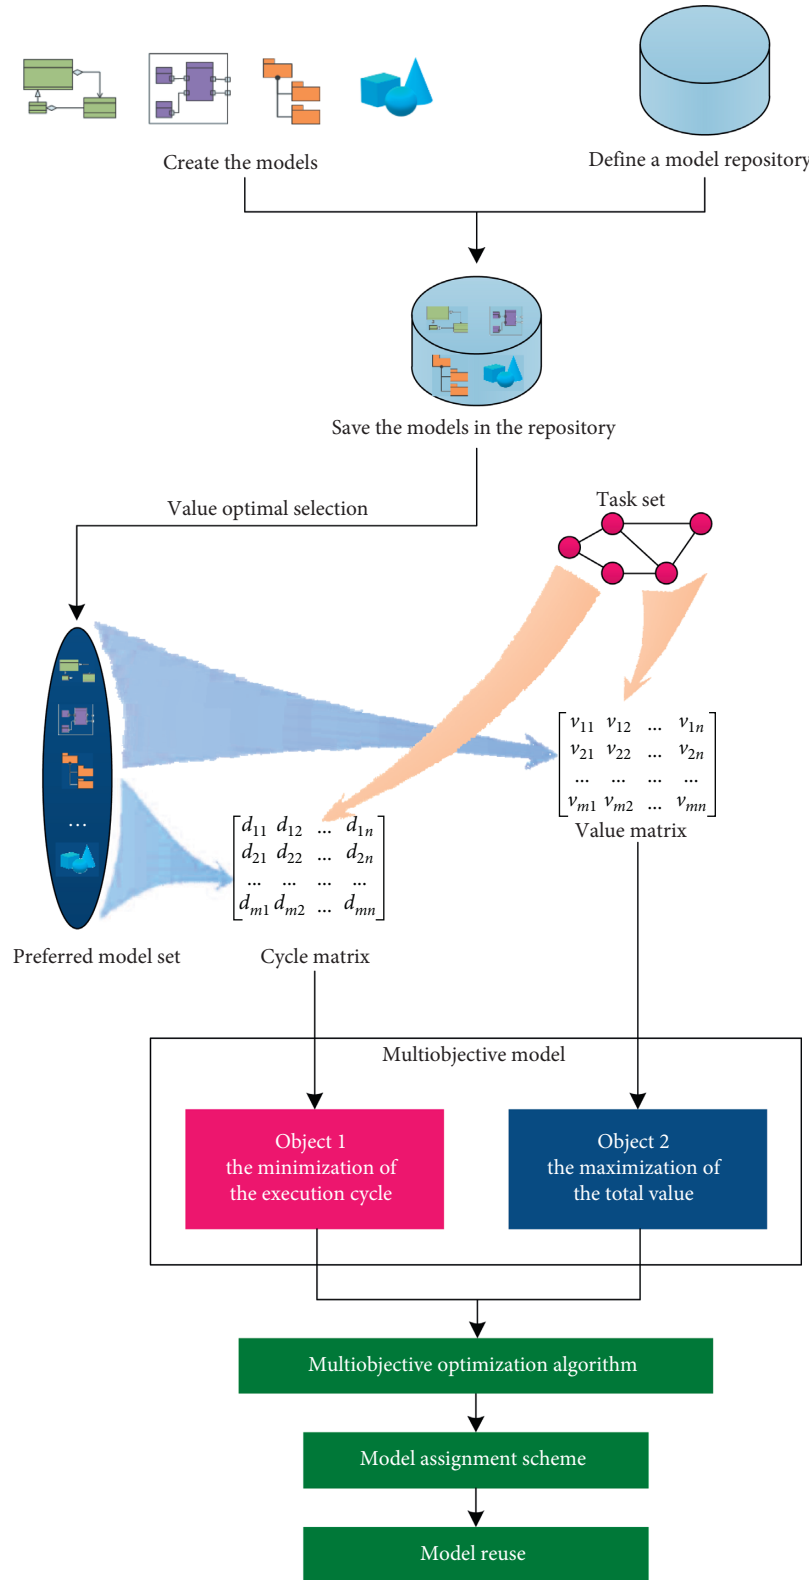 Create the models
Define a model repository
Save the models in the repository
Value optimal selection
Task set
v11 v12 ... v1n
v21 v22 ... v2n
... ... ... ...
vm1 vm2 ... vmn
Value matrix
...
d11 d12 ... d1n
d21 d22 ... d2n
... ... ... ...
dm1 dm2 ... dmn
Preferred model set
Cycle matrix
Multiobjective model
Object 1
the minimization of
the execution cycle
Object 2
the maximization of
the total value
Multiobjective optimization algorithm
Model assignment scheme
Model reuse